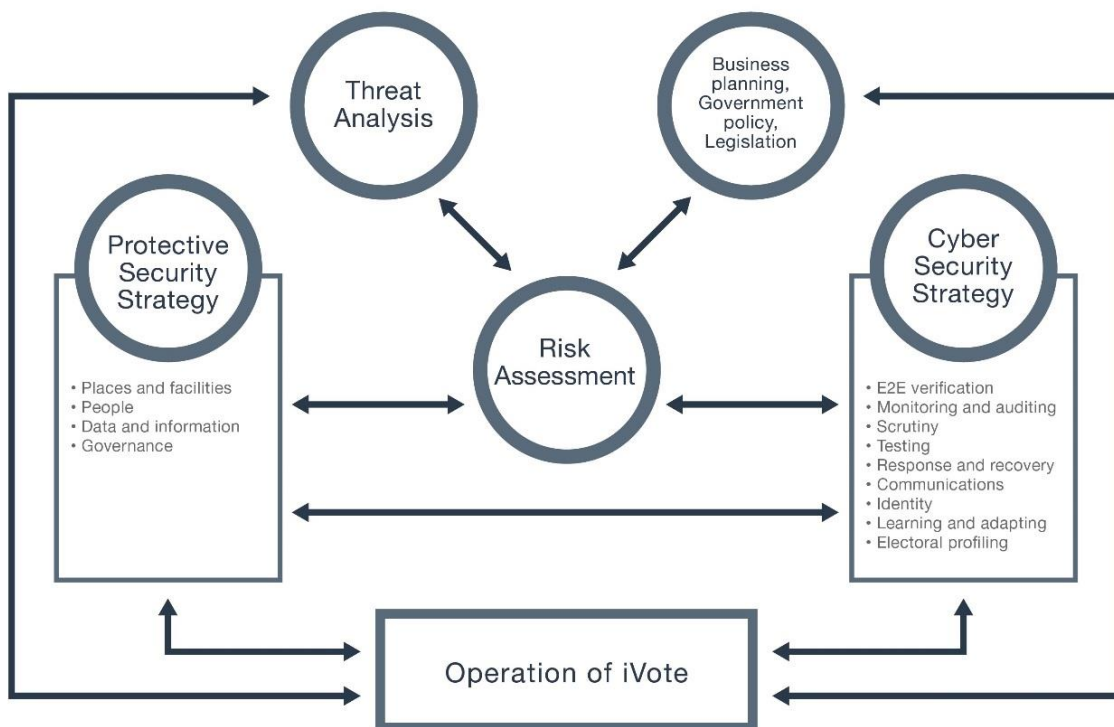 Threat
Analysis
Business
planning,
Government
policy,
Legislation
Protective
Security
Strategy
• Places and facilities
• People
• Data and information
• Governance
Risk
Assessment
Cyber
Security
Strategy
• E2E verification
• Monitoring and auditing
• Scrutiny
• Testing
• Response and recovery
• Communications
• Identity
• Learning and adapting
• Electoral profiling
Operation of iVote